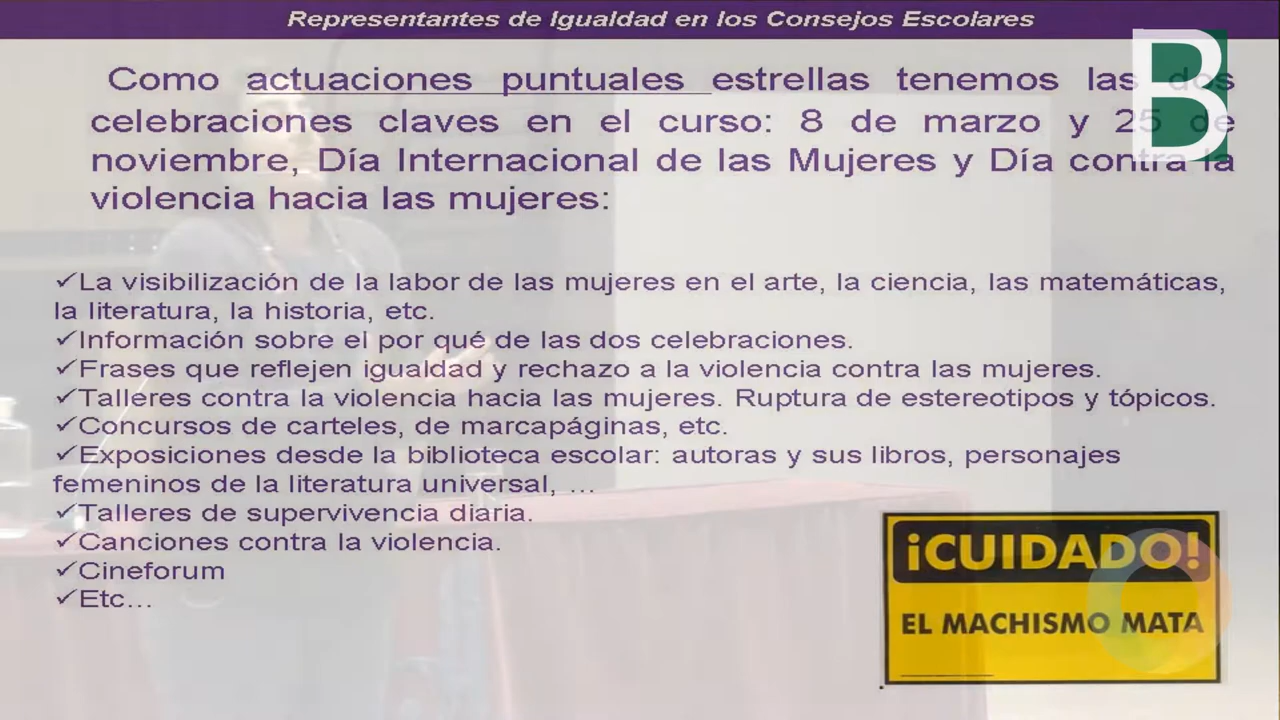 Representantes de Igualdad en los Consejos Escolares
B
Como actuaciones puntuales estrellas tenemos las dos
celebraciones claves en el curso: 8 de marzo y 25 de
noviembre, Día Internacional de las Mujeres y Día contra la
violencia hacia las mujeres:
✓La visibilización de la labor de las mujeres en el arte, la ciencia, las matemáticas,
la literatura, la historia, etc.
✓Información sobre el por qué de las dos celebraciones.
✓Frases que reflejen igualdad y rechazo a la violencia contra las mujeres.
✓Talleres contra la violencia hacia las mujeres. Ruptura de estereotipos y tópicos.
✓Concursos de carteles, de marcapáginas, etc.
✓Exposiciones desde la biblioteca escolar: autoras y sus libros, personajes
femeninos de la literatura universal, ...
✓Talleres de supervivencia diaria.
✓Canciones contra la violencia.
✓Cineforum
✓Etc...
¡CUIDADO!
EL MACHISMO MATA